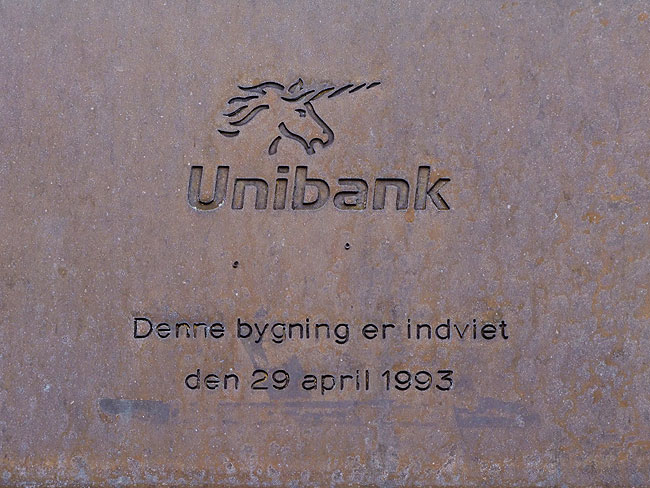 Unibank
Denne bygning er indviet
den 29 april 1993